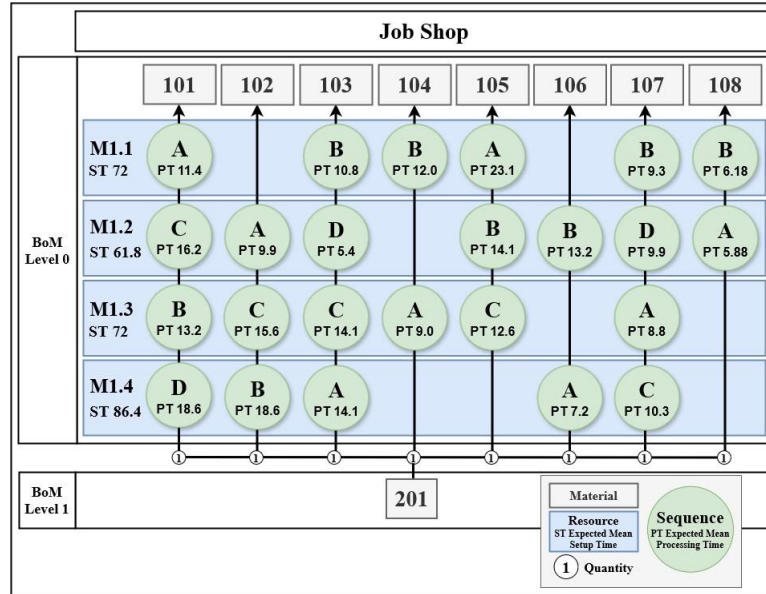 Job Shop
101 102 103 104 105 106 107 108
BoM
Level 0
M1.1
ST 72
A
PT 11.4
B
PT 10.8
B
PT 12.0
A
PT 23.1
B
PT 9.3
B
PT 6.18
M1.2
ST 61.8
C
PT 16.2
A
PT 9.9
D
PT 5.4
B
PT 14.1
B
PT 13.2
D
PT 9.9
A
PT 5.88
M1.3
ST 72
B
PT 13.2
C
PT 15.6
C
PT 14.1
A
PT 9.0
C
PT 12.6
A
PT 8.8
M1.4
ST 86.4
D
PT 18.6
B
PT 18.6
A
PT 14.1
A
PT 7.2
C
PT 10.3
1 1 1 1 1 1 1 1
BoM
Level 1
201
Material
Resource
ST Expected Mean
Setup Time
Sequence
PT Expected Mean
Processing Time
1 Quantity